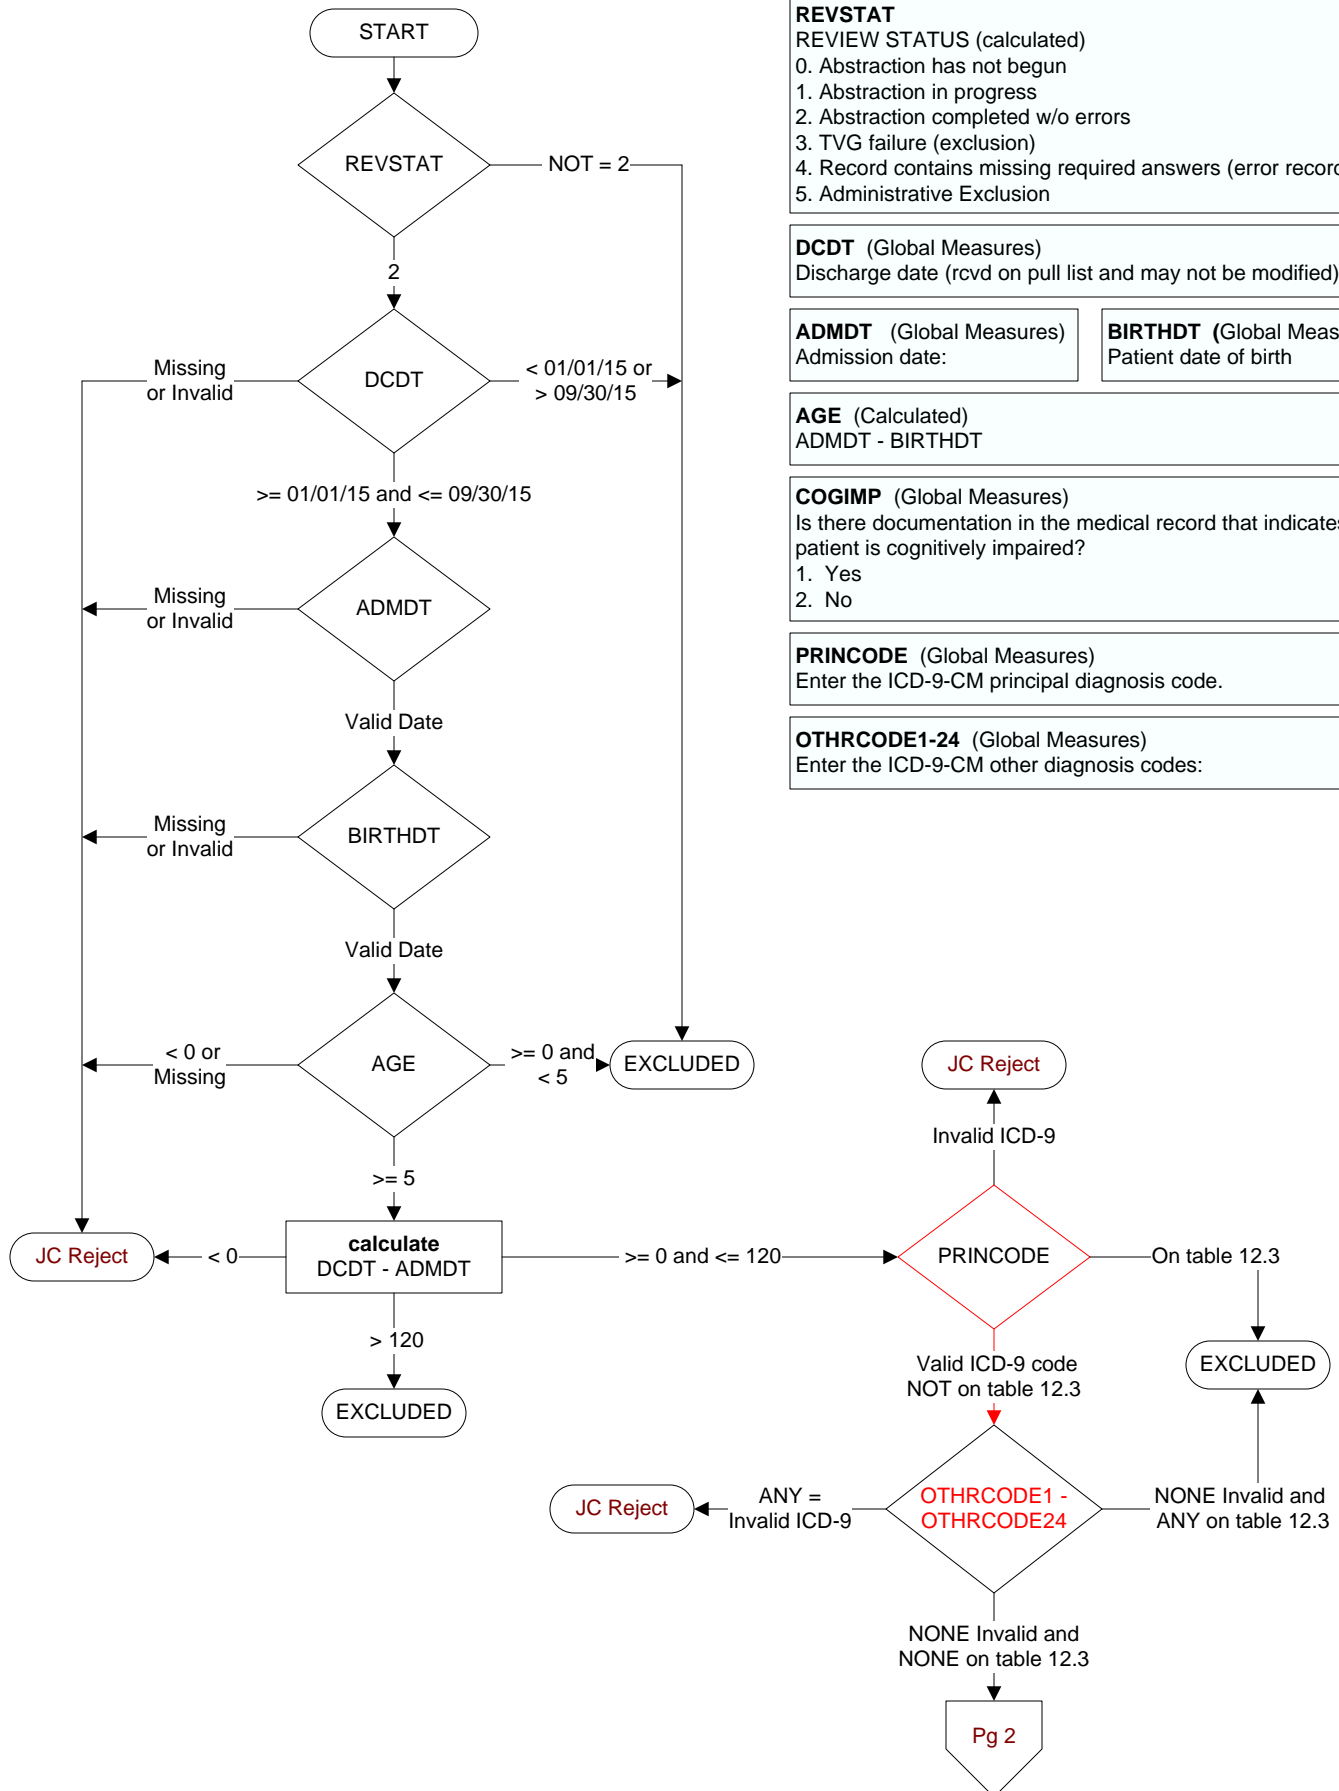 START
REVSTAT
NOT = 2
2
DCDT
Missing
or Invalid
< 01/01/15 or
> 09/30/15
>= 01/01/15 and <= 09/30/15
ADMDT
Missing
or Invalid
Valid Date
BIRTHDT
Missing
or Invalid
Valid Date
AGE
< 0 or
Missing
>= 0 and
< 5
EXCLUDED
>= 5
calculate
DCDT - ADMDT
< 0
JC Reject
> 120
EXCLUDED
>= 0 and <= 120
PRINCODE
Invalid ICD-9
JC Reject
On table 12.3
EXCLUDED
Valid ICD-9 code
NOT on table 12.3
OTHRCODE1 -
OTHRCODE24
ANY =
Invalid ICD-9
JC Reject
NONE Invalid and
ANY on table 12.3
NONE Invalid and
NONE on table 12.3
Pg 2
REVSTAT
REVIEW STATUS (calculated)
0. Abstraction has not begun
1. Abstraction in progress
2. Abstraction completed w/o errors
3. TVG failure (exclusion)
4. Record contains missing required answers (error record
5. Administrative Exclusion
DCDT (Global Measures)
Discharge date (rcvd on pull list and may not be modified)
ADMDT (Global Measures)
Admission date:
BIRTHDT (Global Meas
Patient date of birth
AGE (Calculated)
ADMDT - BIRTHDT
COGIMP (Global Measures)
Is there documentation in the medical record that indicates
patient is cognitively impaired?
1. Yes
2. No
PRINCODE (Global Measures)
Enter the ICD-9-CM principal diagnosis code.
OTHRCODE1-24 (Global Measures)
Enter the ICD-9-CM other diagnosis codes: